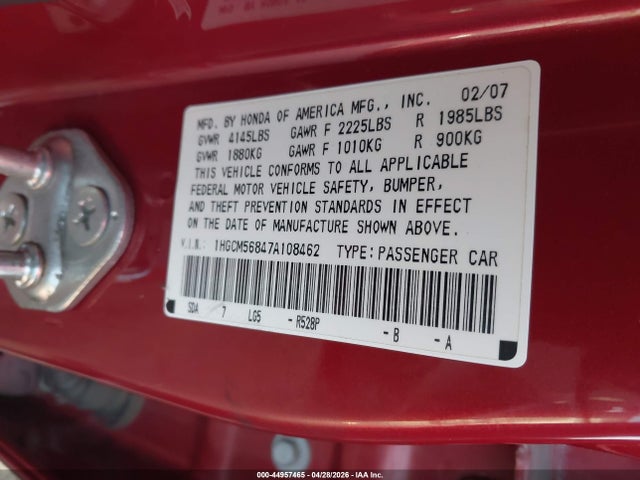 MFD. BY HONDA OF AMERICA MFG., INC. 02/07
GVWR 4145LBS GAWR F 2225LBS R 1985LBS
GVWR 1880KG GAWR F 1010KG R 900KG
THIS VEHICLE CONFORMS TO ALL APPLICABLE
FEDERAL MOTOR VEHICLE SAFETY, BUMPER,
AND THEFT PREVENTION STANDARDS IN EFFECT
ON THE DATE OF MANUFACTURE SHOWN ABOVE.
V.I.N.: 1HGCM56847A108462 TYPE:PASSENGER CAR
SDA 7 LG5 - R528P - B - A
000-44957465 | 04/28/2026 | IAA Inc.